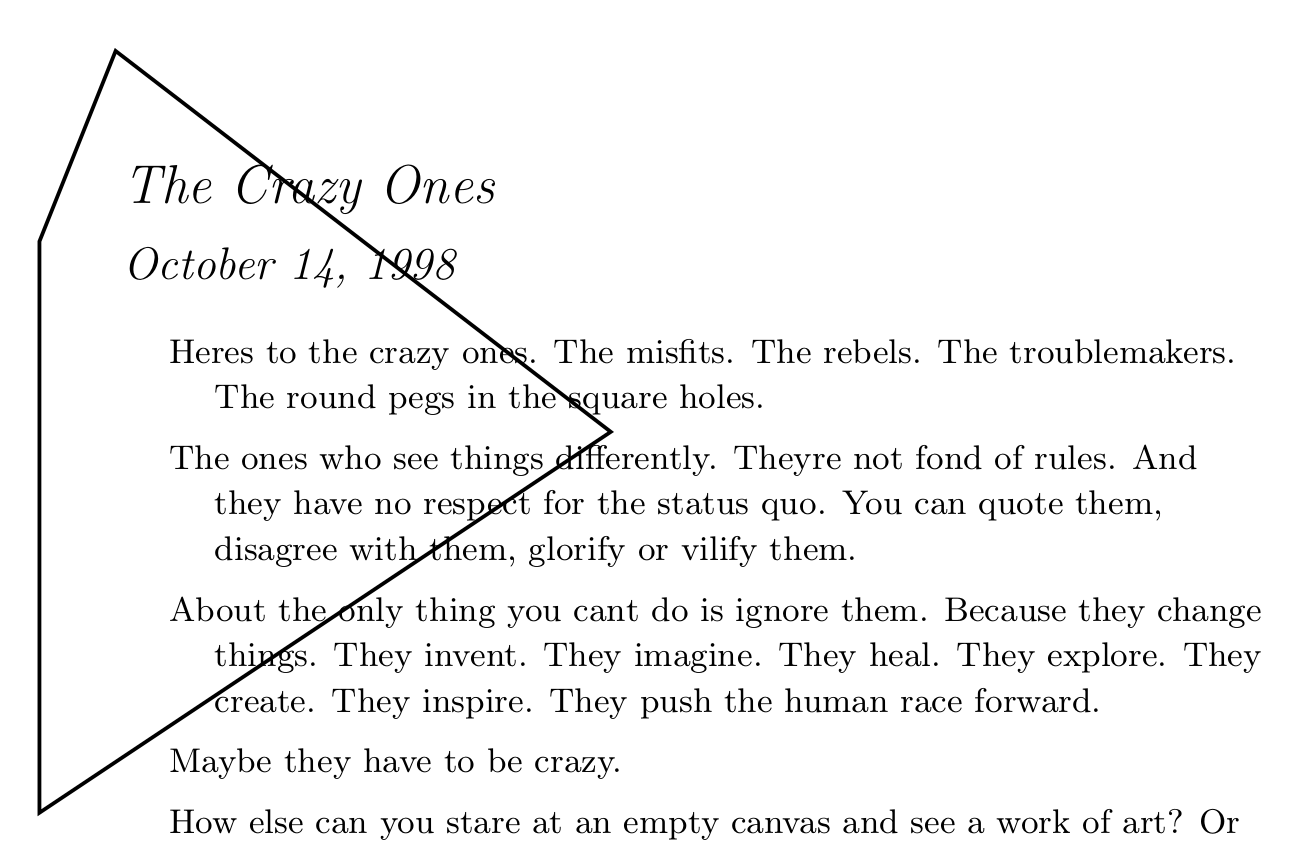 The Crazy Ones
October 14, 1998
Heres to the crazy ones. The misfits. The rebels. The troublemakers.
The round pegs in the square holes.
The ones who see things differently. Theyre not fond of rules. And
they have no respect for the status quo. You can quote them,
disagree with them, glorify or vilify them.
About the only thing you cant do is ignore them. Because they change
things. They invent. They imagine. They heal. They explore. They
create. They inspire. They push the human race forward.
Maybe they have to be crazy.
How else can you stare at an empty canvas and see a work of art? Or